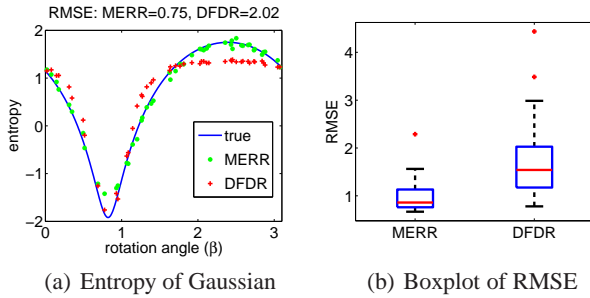 RMSE: MERR=0.75, DFDR=2.02
2
1
0
−1
−2
entropy
0
1
2
3
rotation angle (β)
true
MERR
DFDR
(a) Entropy of Gaussian
4
3
2
1
RMSE
MERR
DFDR
(b) Boxplot of RMSE